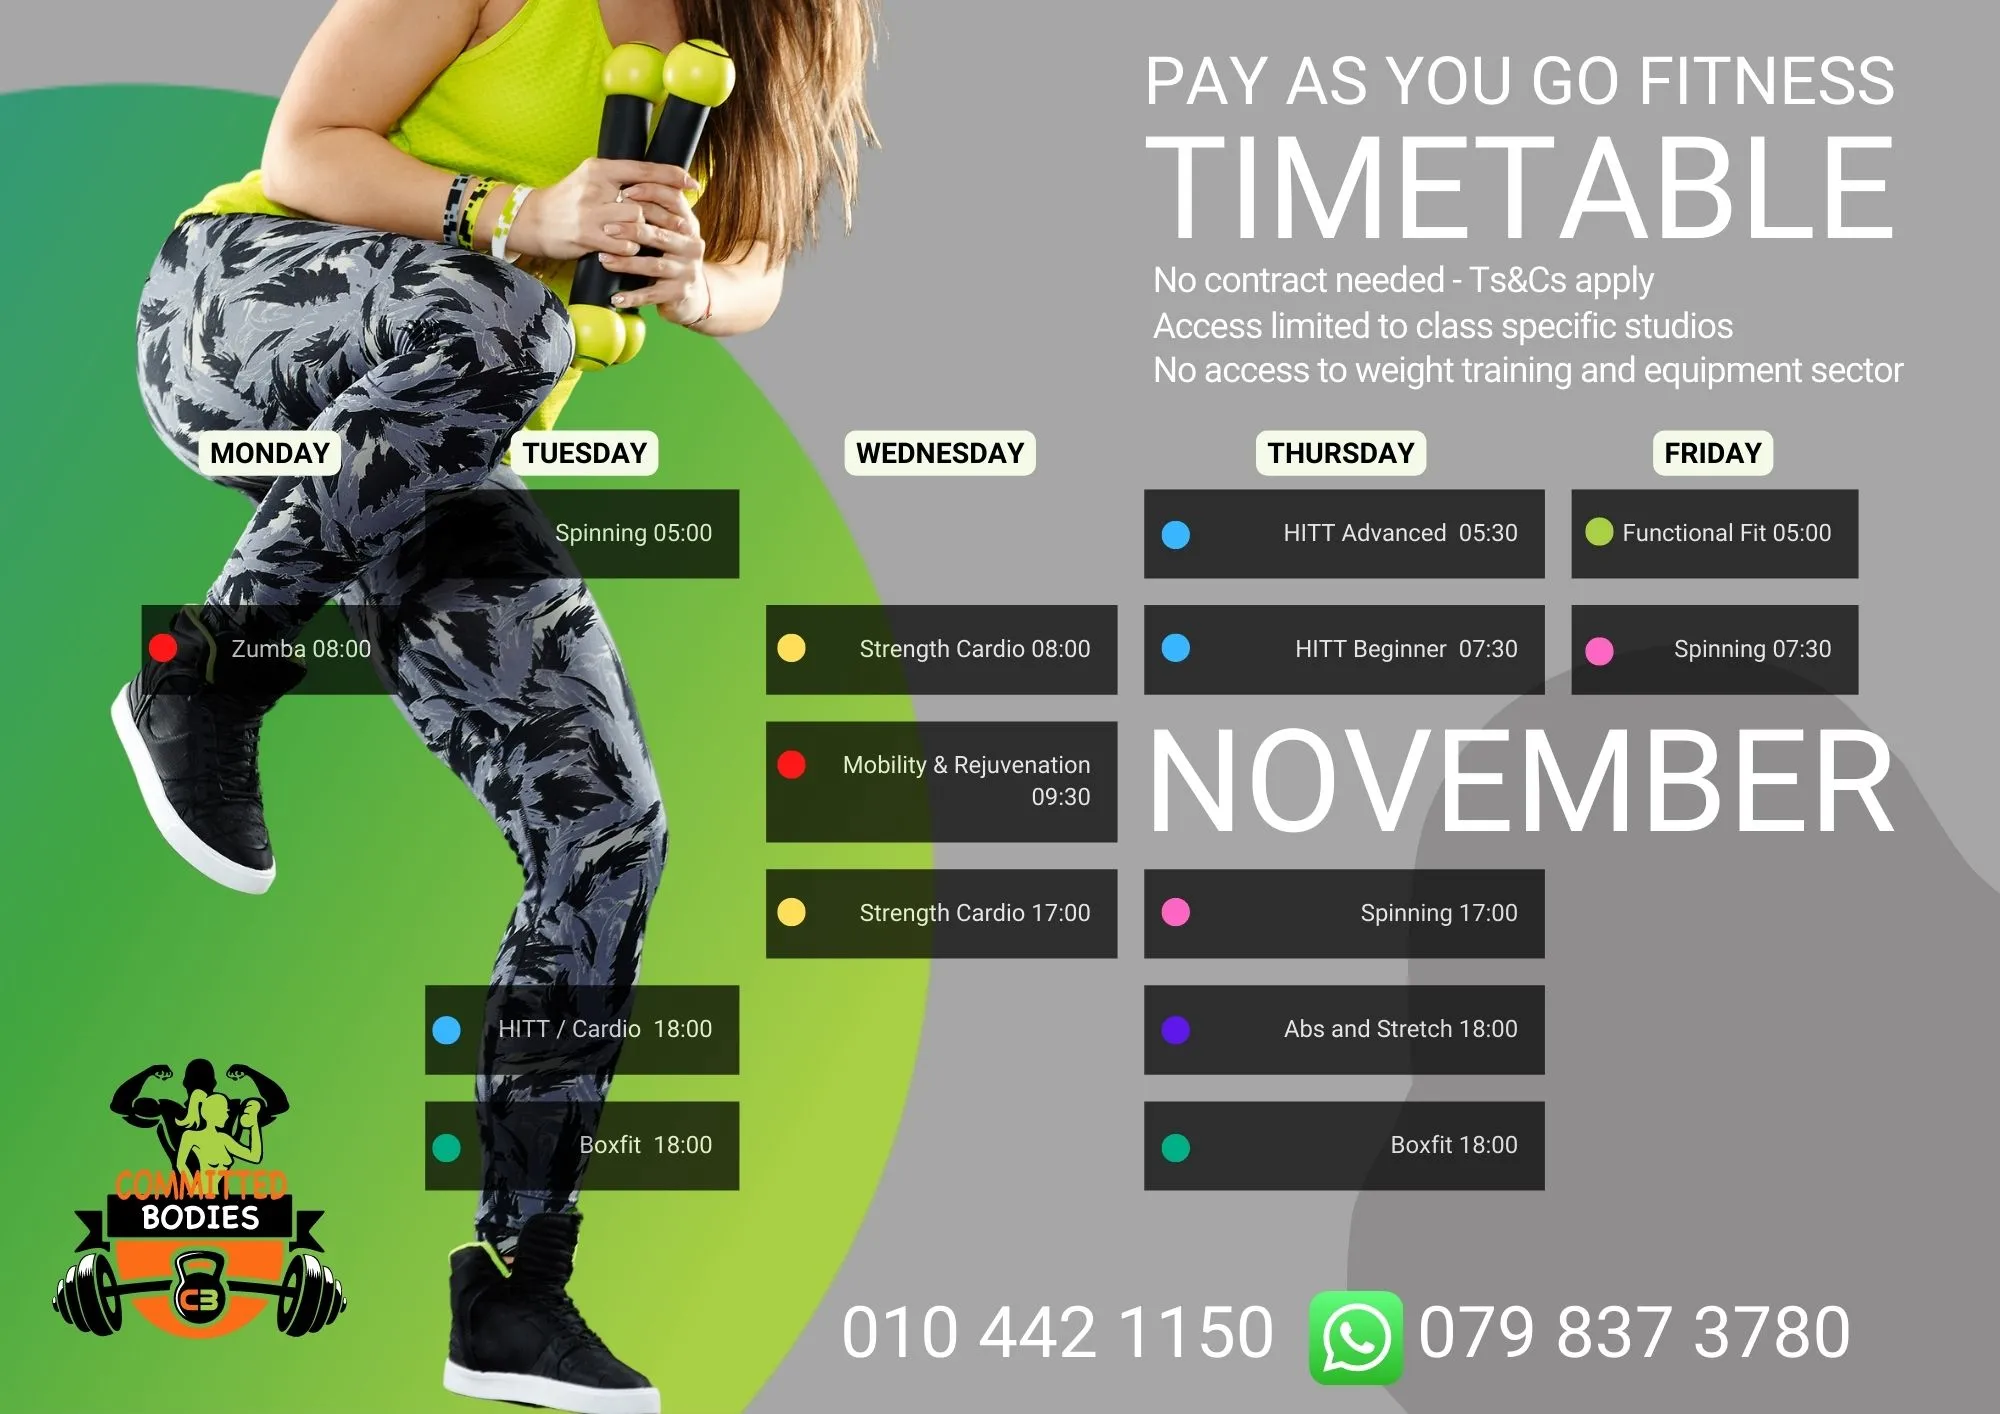 PAY AS YOU GO FITNESS
TIMETABLE
No contract needed - Ts&Cs apply
Access limited to class specific studios
No access to weight training and equipment sector
MONDAY
TUESDAY
WEDNESDAY
THURSDAY
FRIDAY
Spinning 05:00
HITT Advanced 05:30
Functional Fit 05:00
Zumba 08:00
Strength Cardio 08:00
HITT Beginner 07:30
Spinning 07:30
Mobility & Rejuvenation
09:30
NOVEMBER
Strength Cardio 17:00
Spinning 17:00
HITT / Cardio 18:00
Abs and Stretch 18:00
Boxfit 18:00
Boxfit 18:00
COMMITTED
BODIES
CB
010 442 1150
079 837 3780